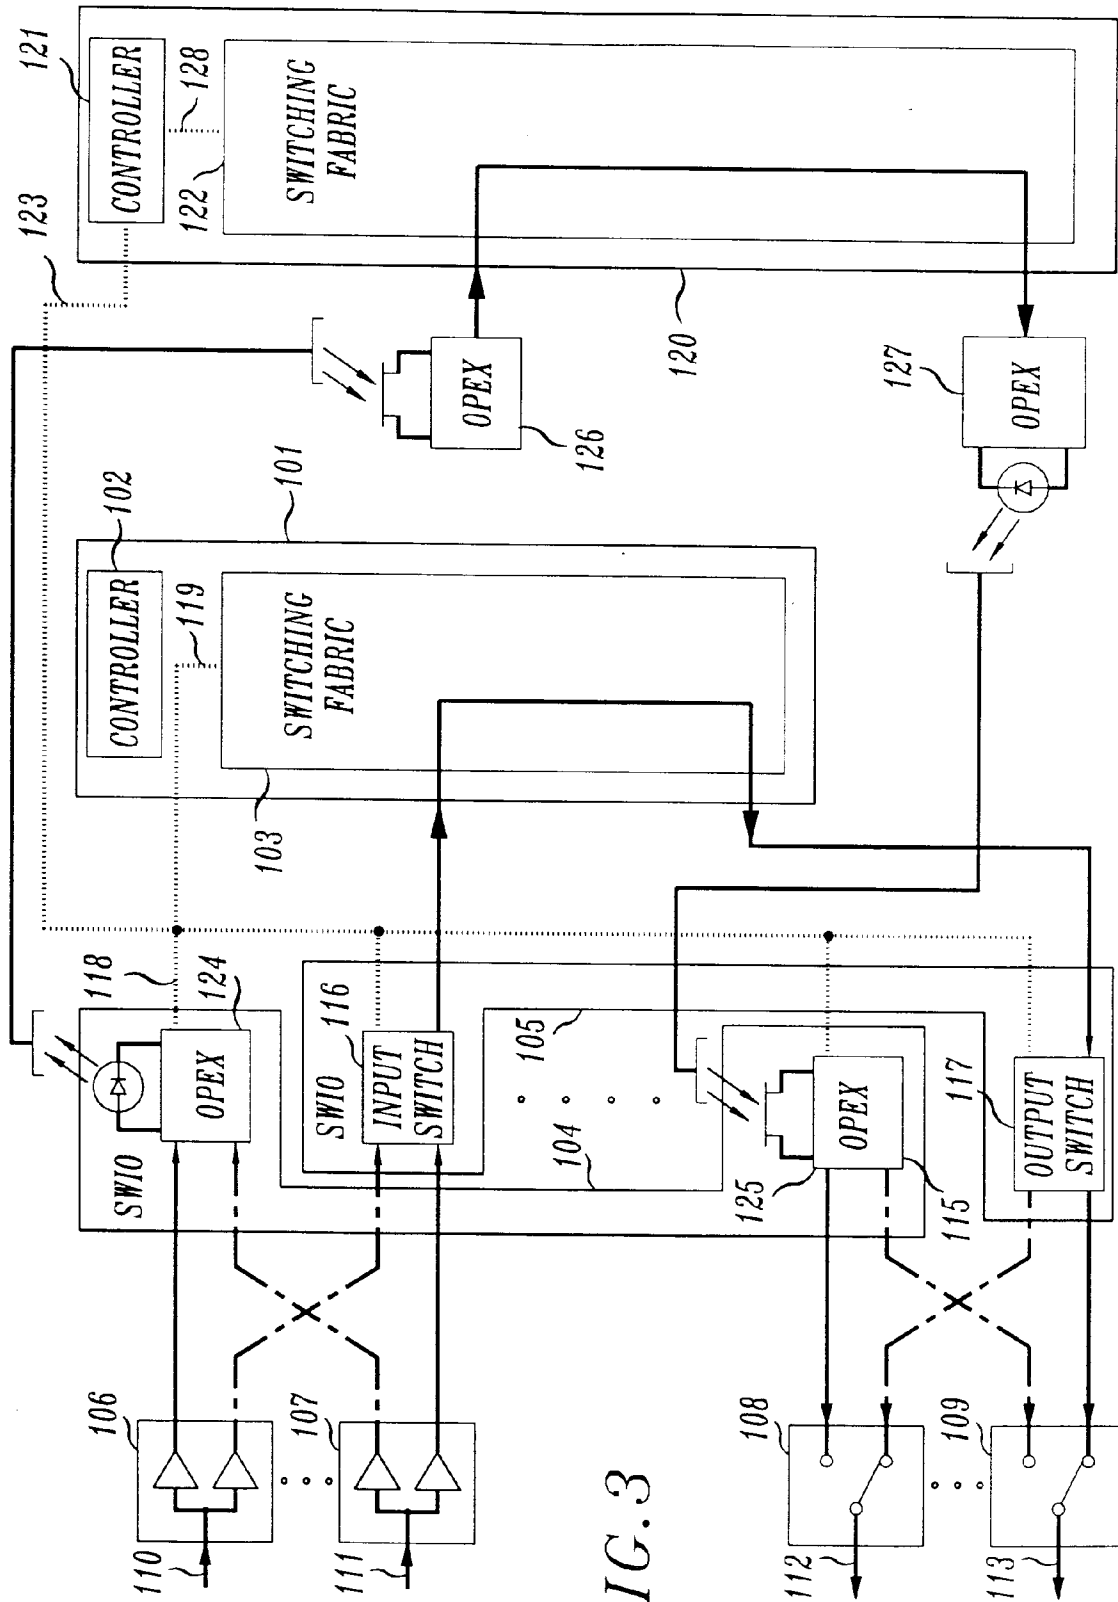 121
CONTROLLER
128
122
SWITCHING
FABRIC
123
120
OPEX
126
127
OPEX
101
102
CONTROLLER
119
SWITCHING
FABRIC
103
118
124
OPEX
SWIO
116
SWIO
INPUT
SWITCH
105
104
125
OPEX
115
117
OUTPUT
SWITCH
106
110
107
111
108
112
109
113
IG.3